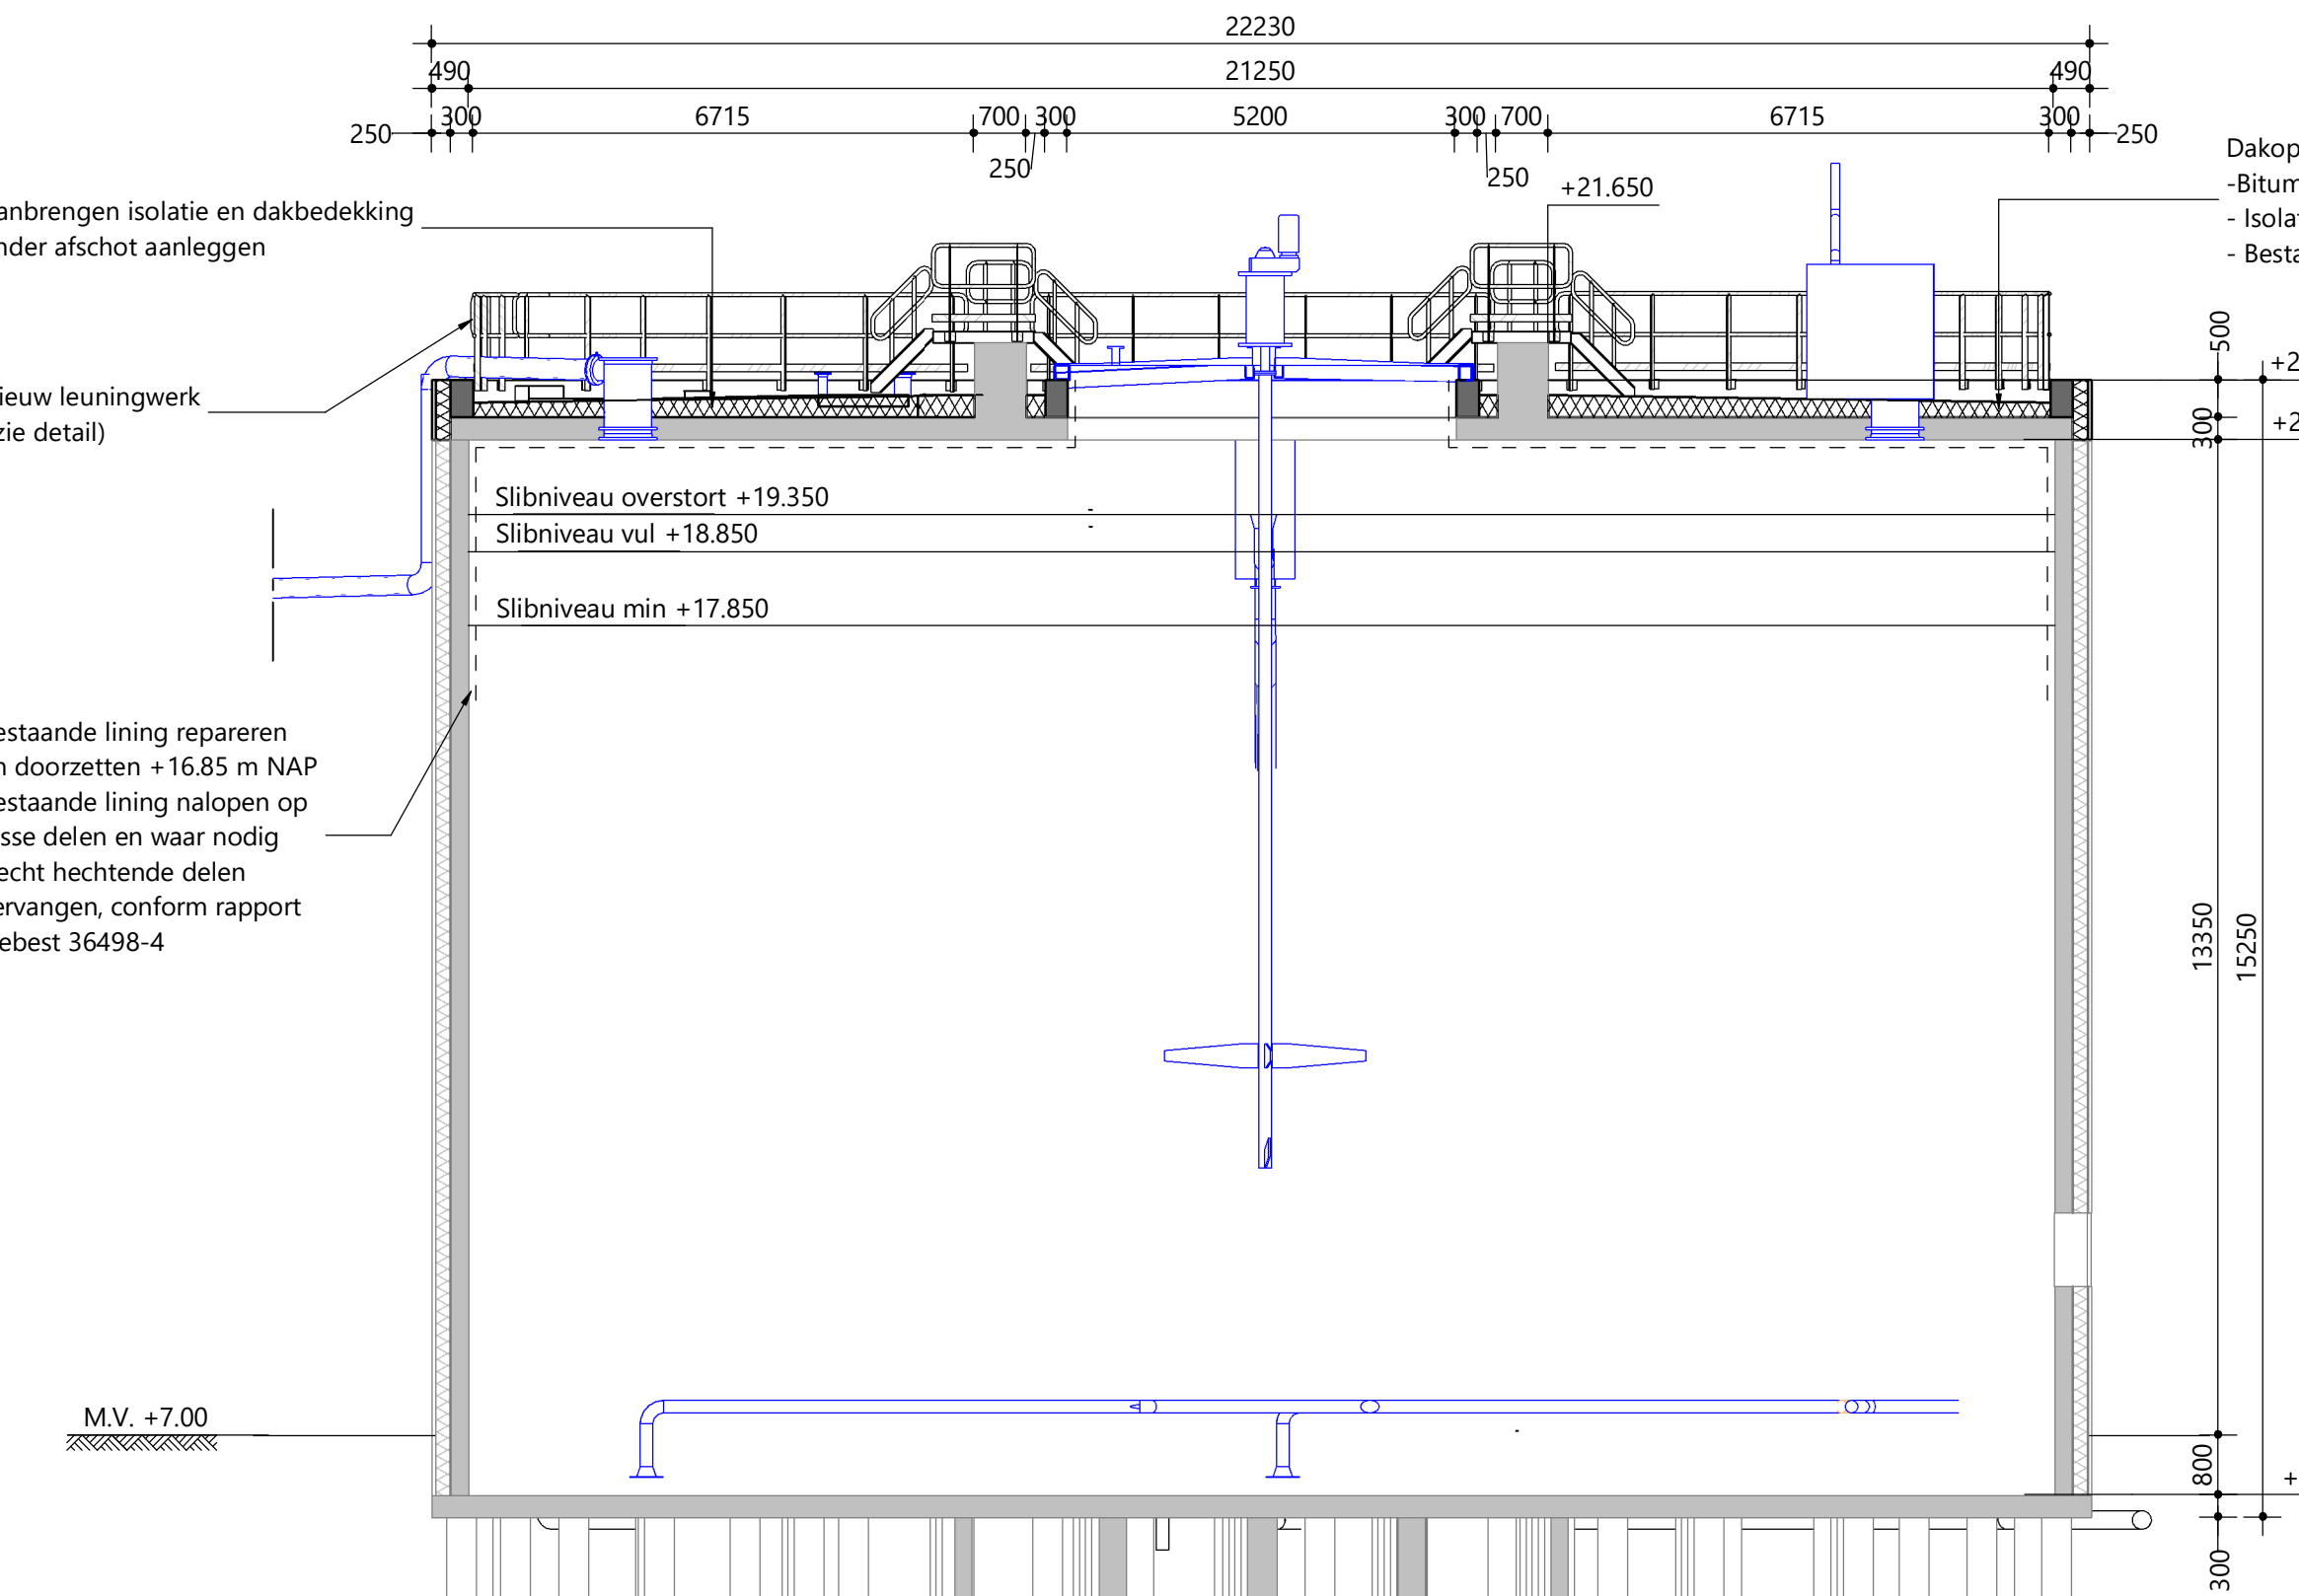 22230
490 21250 490
300 6715 700 300 5200 300 700 6715 300
250 250 250 250
+21.650
anbrengen isolatie en dakbedekking
nder afschot aanleggen
Dakop
-Bitum
- Isola
- Besta
ieuw leuningwerk
zie detail)
500
+2
300
+2
Slibniveau overstort +19.350
Slibniveau vul +18.850
Slibniveau min +17.850
estaande lining repareren
n doorzetten +16.85 m NAP
estaande lining nalopen op
sse delen en waar nodig
echt hechtende delen
ervangen, conform rapport
ebest 36498-4
13350
15250
M.V. +7.00
800
+
300